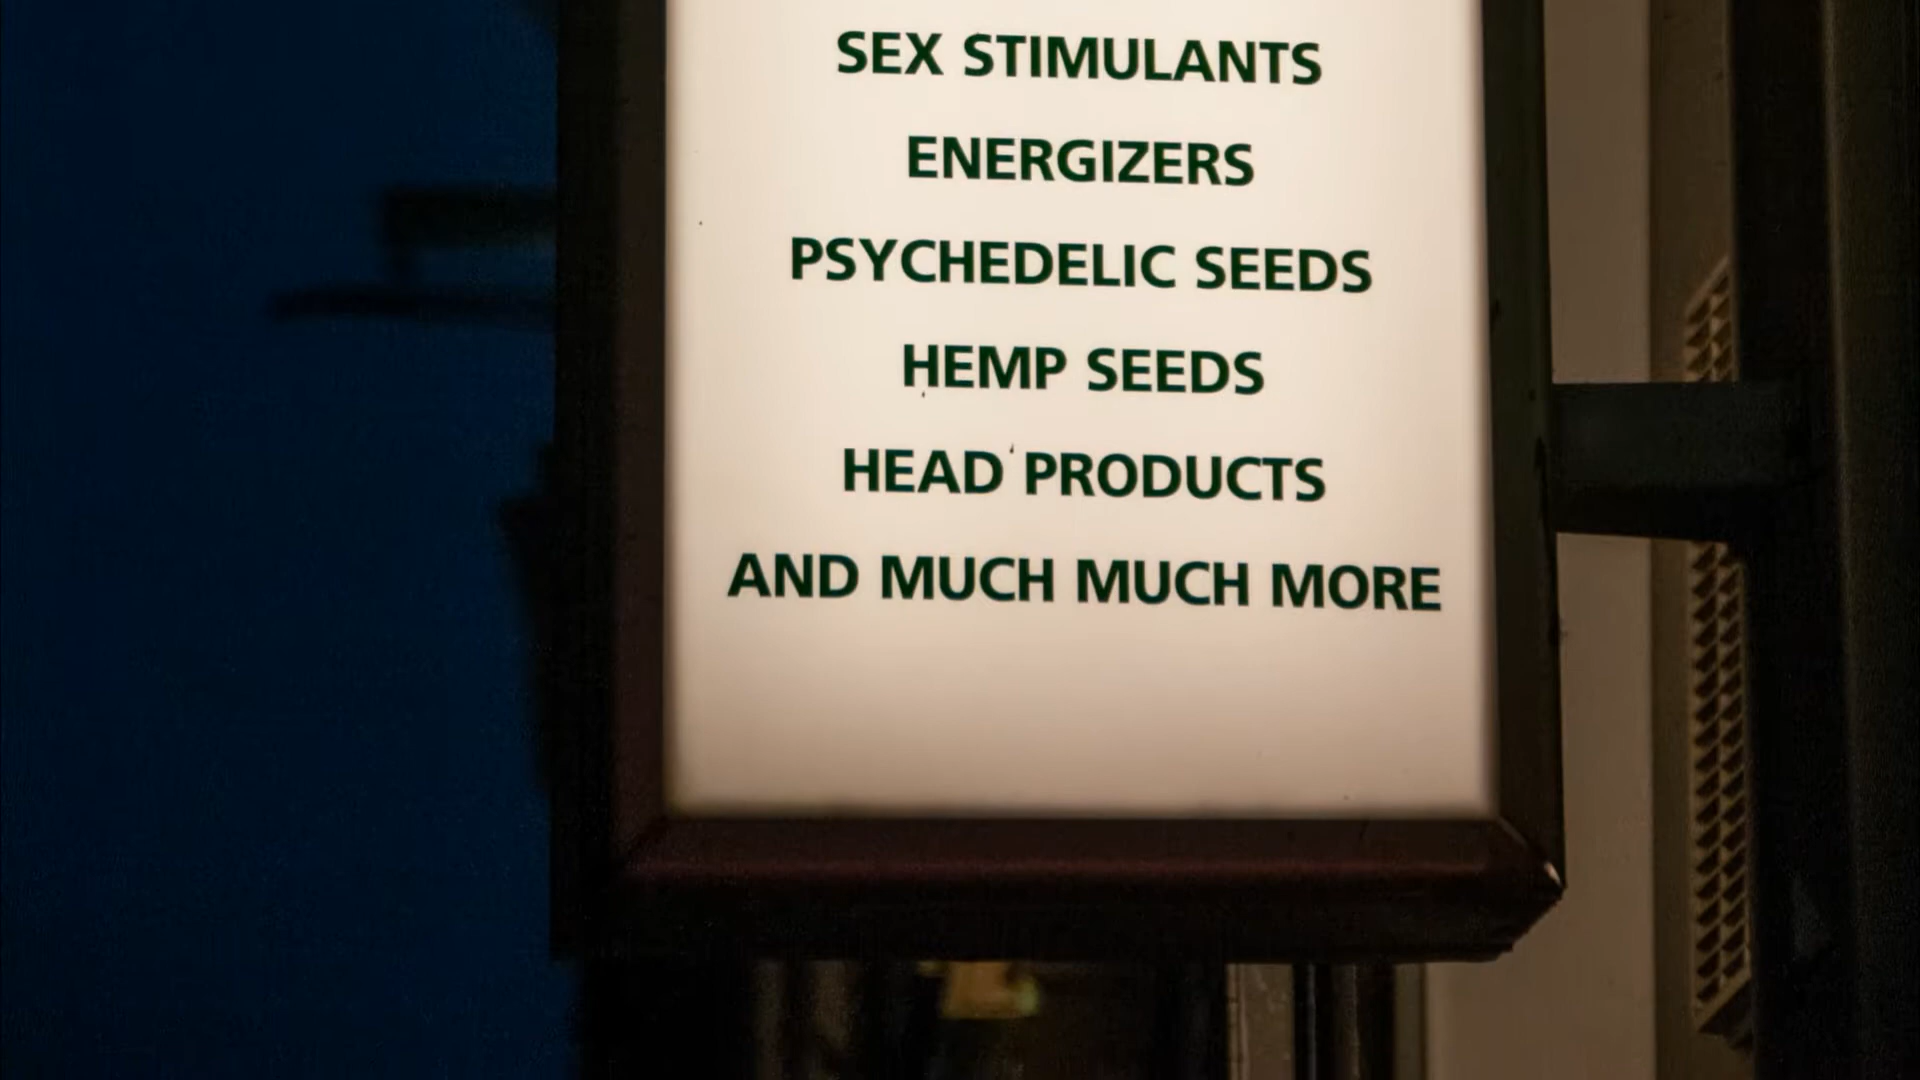 SEX STIMULANTS
ENERGIZERS
PSYCHEDELIC SEEDS
HEMP SEEDS
HEAD PRODUCTS
AND MUCH MUCH MORE